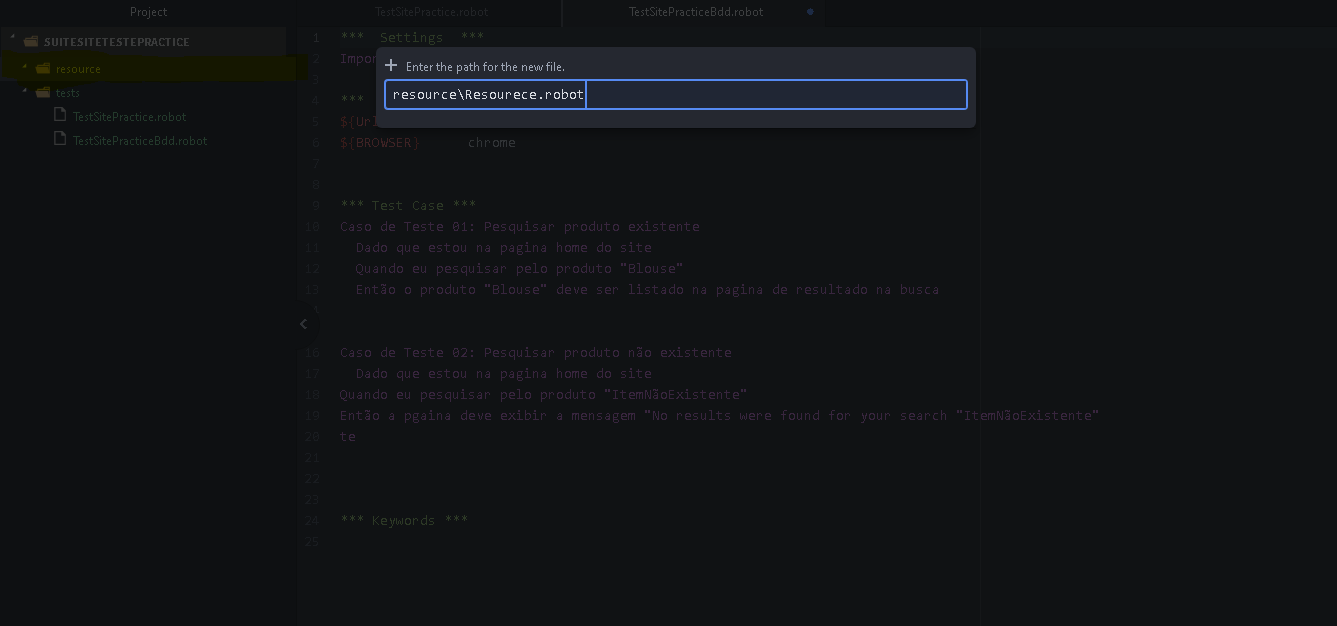 Project
TestSitePractice.robot
TestSitePracticeBdd.robot
SUITESITETESTEPRACTICE
resource
tests
TestSitePractice.robot
TestSitePracticeBdd.robot
Enter the path for the new file.
resource\Resourece.robot
1 *** Settings ***
2 Impor
3
4 ***
5 ${Url
6 ${BROWSER} chrome
7
8
9 *** Test Case ***
10 Caso de Teste 01: Pesquisar produto existente
11 Dado que estou na pagina home do site
12 Quando eu pesquisar pelo produto "Blouse"
13 Então o produto "Blouse" deve ser listado na pagina de resultado na busca
16 Caso de Teste 02: Pesquisar produto não existente
17 Dado que estou na pagina home do site
18 Quando eu pesquisar pelo produto "ItemNãoExistente"
19 Então a pgaina deve exibir a mensagem "No results were found for your search "ItemNãoExistente"
20 te
21
22
23
24 *** Keywords ***
25